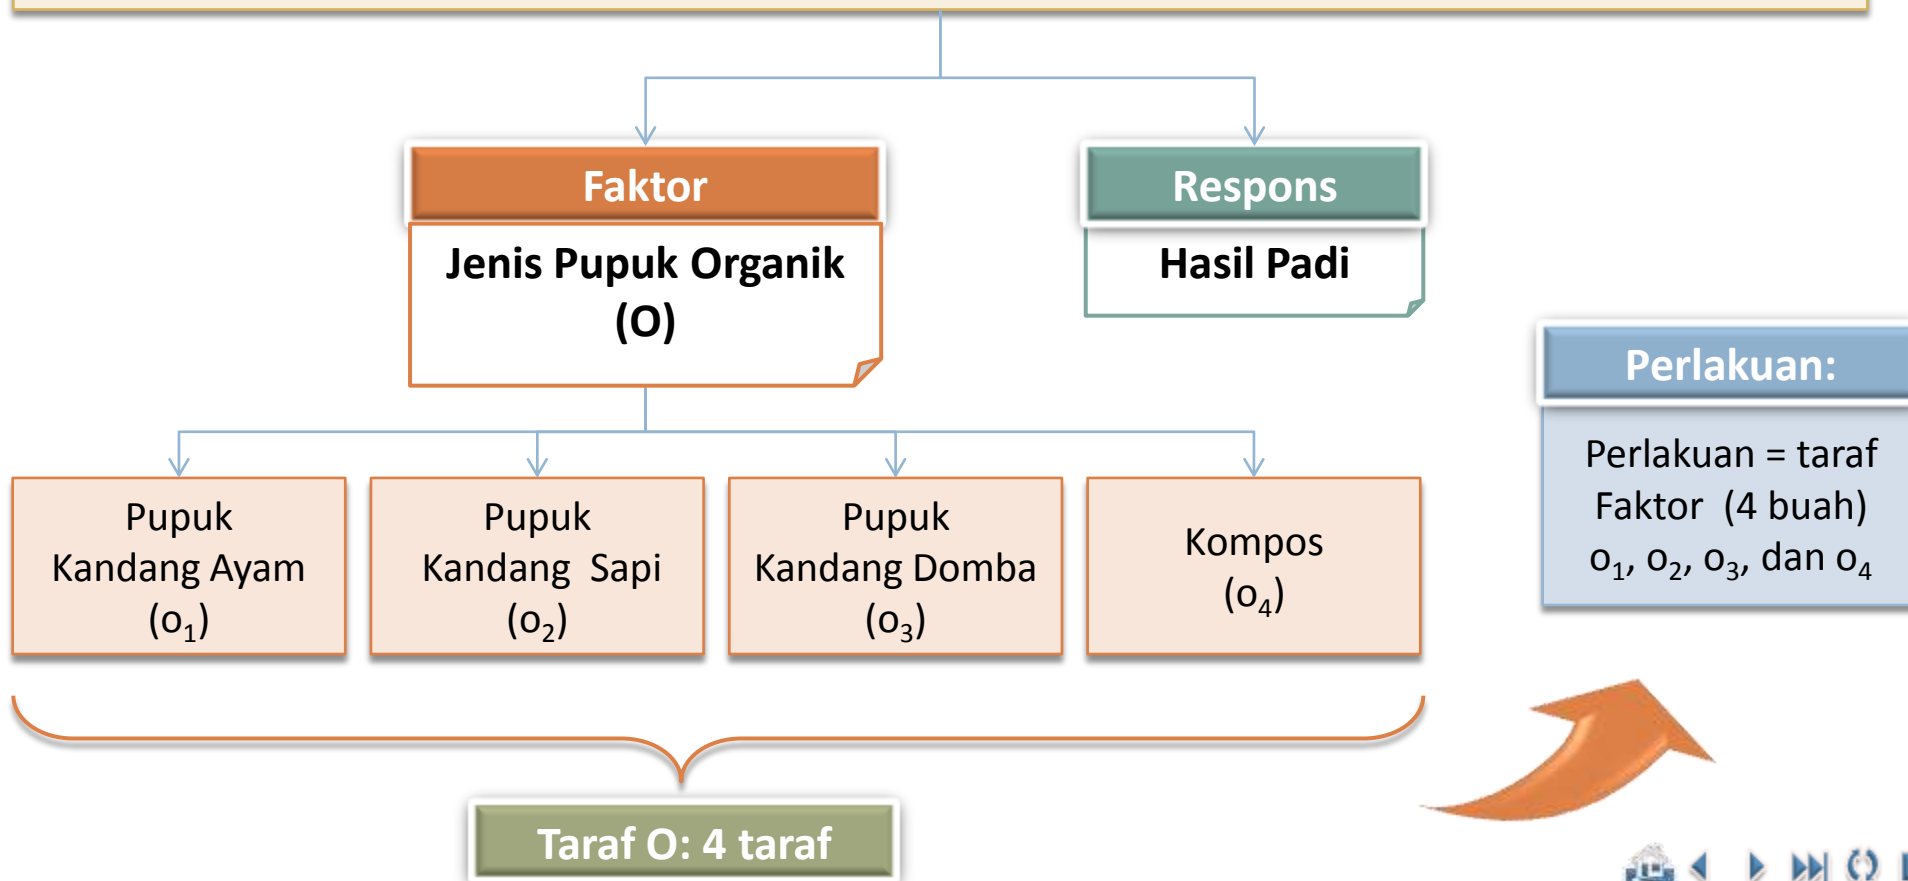 Faktor
Jenis Pupuk Organik
(O)
Respons
Hasil Padi
Pupuk
Kandang Ayam
(o₁)
Pupuk
Kandang Sapi
(o₂)
Pupuk
Kandang Domba
(o₃)
Kompos
(o₄)
Taraf O: 4 taraf
Perlakuan:
Perlakuan = taraf
Faktor (4 buah)
o₁, o₂, o₃, dan o₄